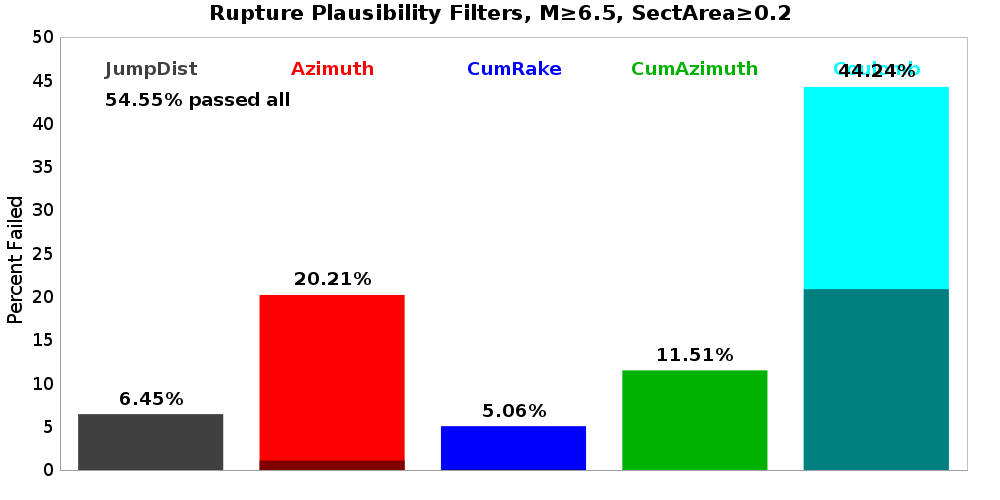 Rupture Plausibility Filters, M≥6.5, SectArea≥0.2
50
45
40
35
30
25
20
15
10
5
0
Percent Failed
JumpDist
Azimuth
CumRake
CumAzimuth
Coulomb
54.55% passed all
6.45%
20.21%
5.06%
11.51%
44.24%